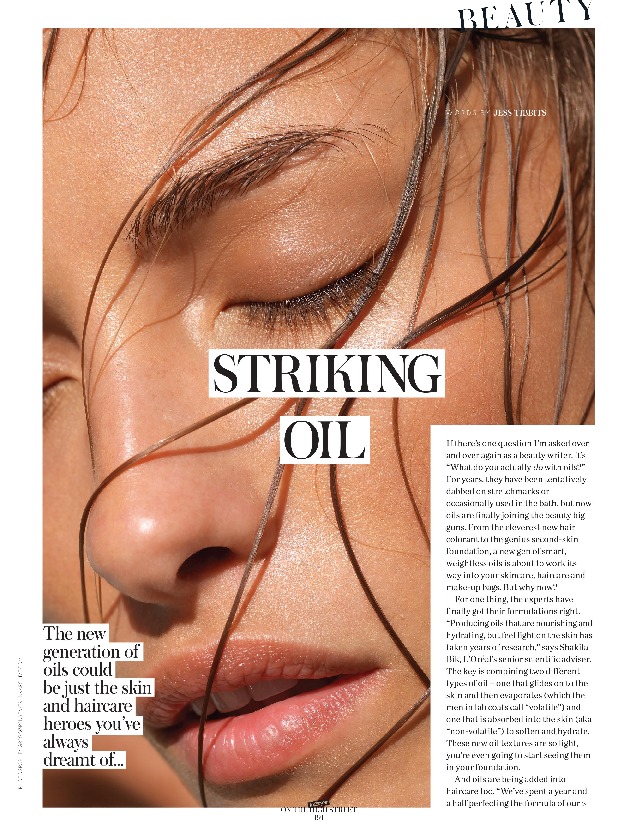 BEAUTY
WORDS BY JESS TIBBITS
STRIKING
OIL
The new
generation of
oils could
be just the skin
and haircare
heroes you've
always
dreamt of...
If there's one question I'm asked over
and over again as a beauty writer, it's
"What do you actually do with oils?"
For years, they have been tentatively
dabbed on stretchmarks or
occasionally used in the bath, but now
oils are finally joining the beauty big
guns. From the cleverest new hair
colorant to the genius second-skin
foundation, a new gen of smart,
weightless oils is about to work its
way into your skincare, haircare and
make-up bags. But why now?
For one thing, the experts have
finally got their formulations right.
"Producing oils that are nourishing and
hydrating, but feel light on the skin has
taken years of research," says Shakila
Bik, L'Oréal's senior scientific adviser.
The key is combining two different
types of oil – one that glides on to the
skin and then evaporates (which the
men in lab coats call "volatile") and
one that is absorbed into the skin (aka
"non-volatile") to soften and hydrate.
These new oil textures are so light,
you're even going to start seeing them
in your foundation.
And oils are being added into
haircare too. "We've spent a year and
a half perfecting the formula of ours
HIGH STREET